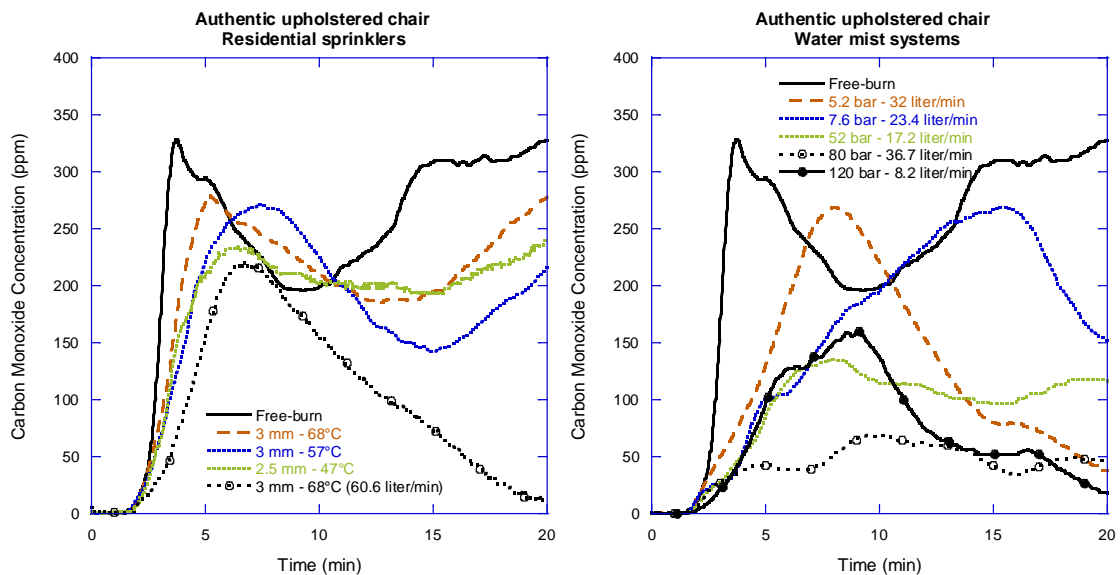 Authentic upholstered chair
Residential sprinklers
400
350
300
250
200
150
100
50
0
Carbon Monoxide Concentration (ppm)
Free-burn
3 mm - 68°C
3 mm - 57°C
2.5 mm - 47°C
3 mm - 68°C (60.6 liter/min)
0 5 10 15 20
Time (min)
Authentic upholstered chair
Water mist systems
400
350
300
250
200
150
100
50
0
Carbon Monoxide Concentration (ppm)
Free-burn
5.2 bar - 32 liter/min
7.6 bar - 23.4 liter/min
52 bar - 17.2 liter/min
80 bar - 36.7 liter/min
120 bar - 8.2 liter/min
0 5 10 15 20
Time (min)